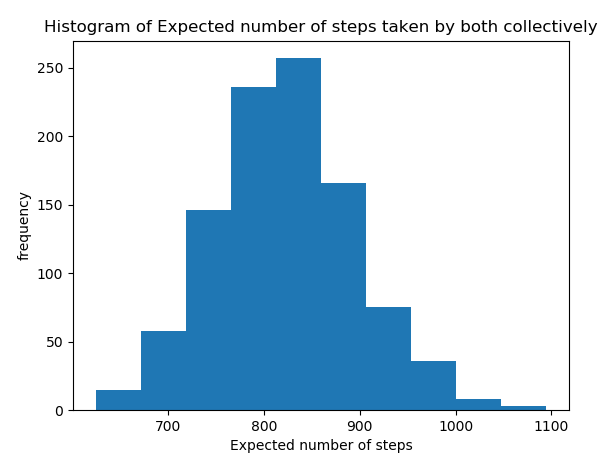 Histogram of Expected number of steps taken by both collectively
250
200
150
100
50
0
frequency
700 800 900 1000 1100
Expected number of steps